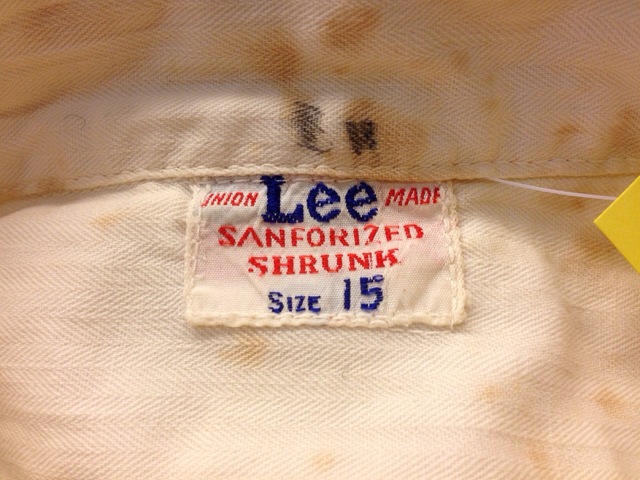 UNION Lee MADE
SANFORIZED
SHRUNK
SIZE 15